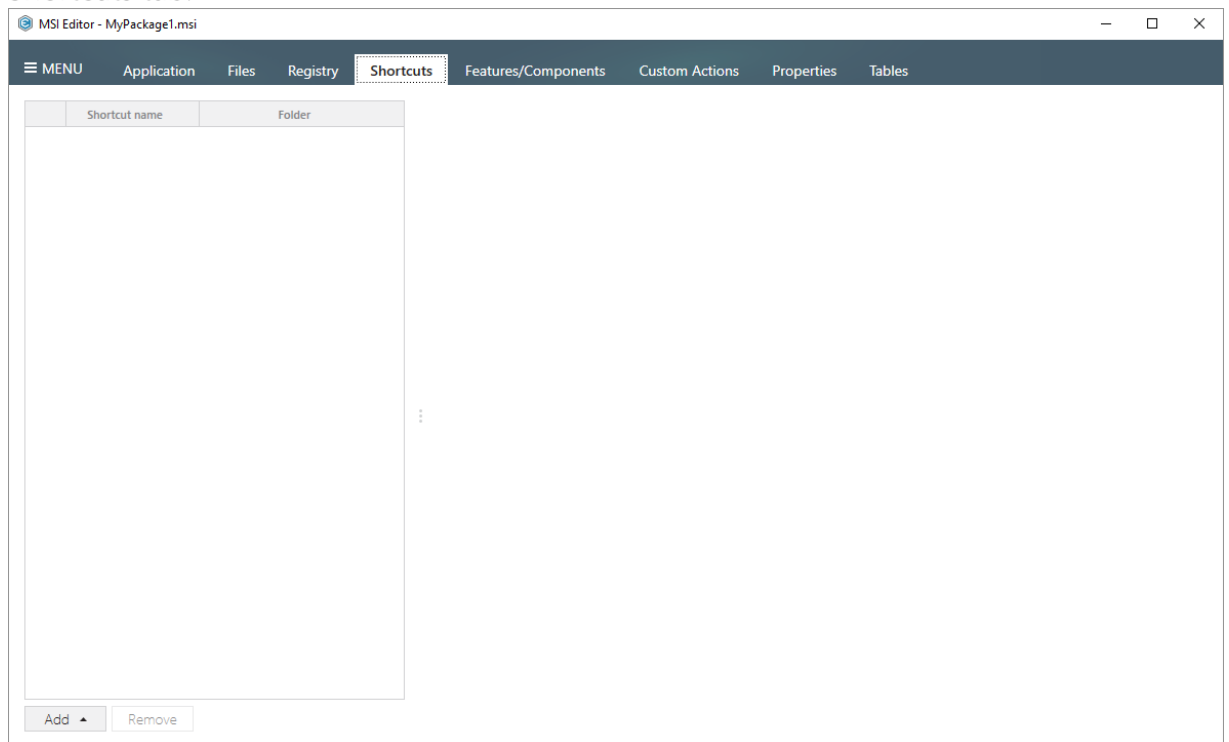 MSI Editor - MyPackage1.msi
☰ MENU Application Files Registry Shortcuts Features/Components Custom Actions Properties Tables
Shortcut name Folder
Add Remove